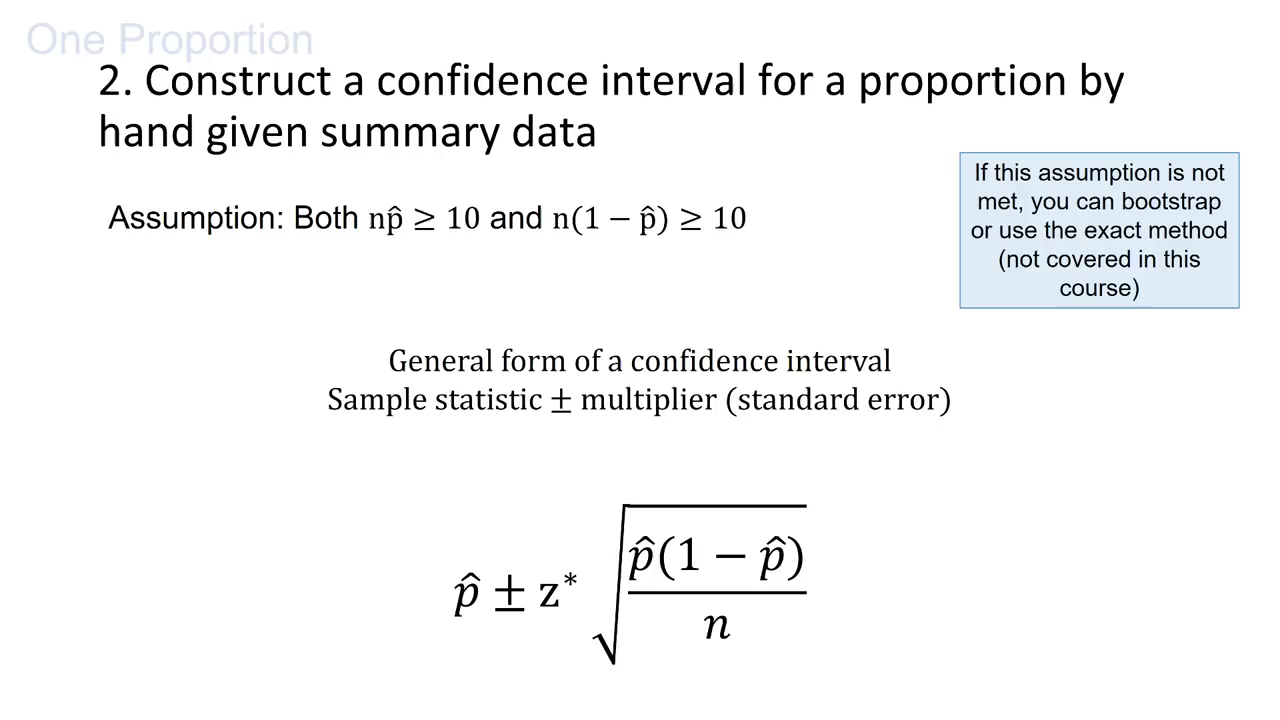 One Proportion
2. Construct a confidence interval for a proportion by
hand given summary data
If this assumption is not
met, you can bootstrap
or use the exact method
(not covered in this
course)
Assumption: Both np̂ ≥ 10 and n(1 − p̂) ≥ 10
General form of a confidence interval
Sample statistic ± multiplier (standard error)
p̂ ± z* √(p̂(1 − p̂)/n)